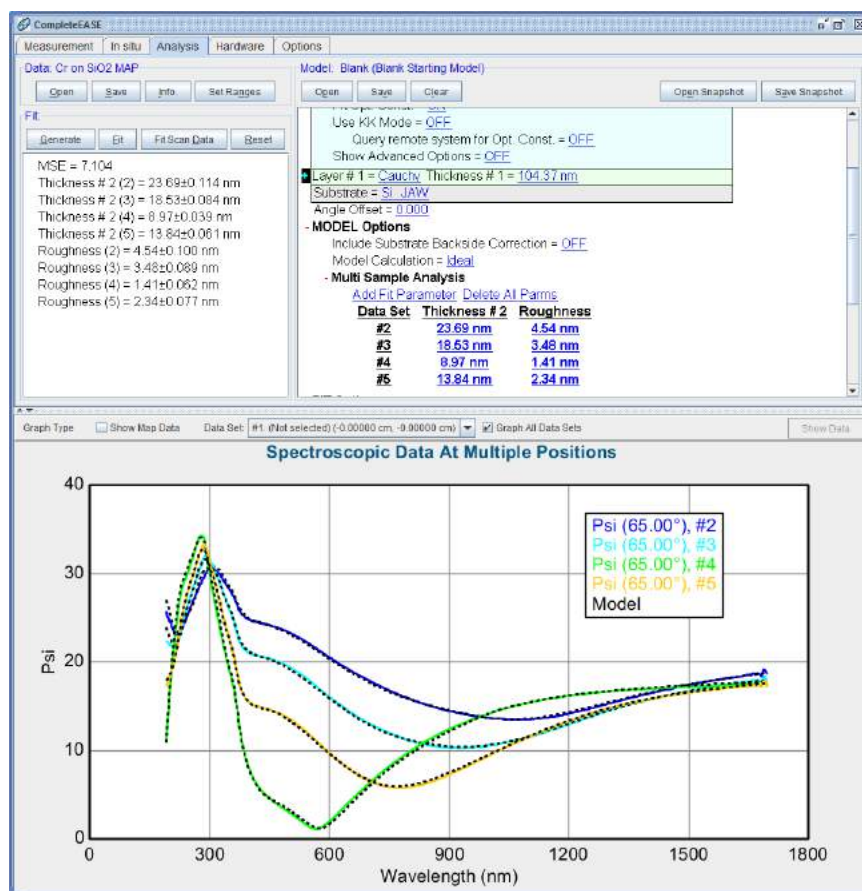 CompleteEASE
Measurement In situ Analysis Hardware Options
Data: Cr on SiO2 MAP
Open Save Info. Set Ranges
Fit:
Generate Fit Fit Scan Data Reset
MSE = 7.104
Thickness # 2 (2) = 23.69±0.114 nm
Thickness # 2 (3) = 18.53±0.084 nm
Thickness # 2 (4) = 8.97±0.039 nm
Thickness # 2 (5) = 13.84±0.061 nm
Roughness (2) = 4.54±0.100 nm
Roughness (3) = 3.48±0.089 nm
Roughness (4) = 1.41±0.062 nm
Roughness (5) = 2.34±0.077 nm
Model: Blank (Blank Starting Model)
Open Save Clear Open Snapshot Save Snapshot
Use KK Mode = OFF
Query remote system for Opt. Const. = OFF
Show Advanced Options = OFF
Layer # 1 = Cauchy Thickness # 1 = 104.37 nm
Substrate = Si_JAW
Angle Offset = 0.000
- MODEL Options
Include Substrate Backside Correction = OFF
Model Calculation = Ideal
- Multi Sample Analysis
Add Fit Parameter Delete All Parms
Data Set Thickness # 2 Roughness
#2 23.69 nm 4.54 nm
#3 18.53 nm 3.48 nm
#4 8.97 nm 1.41 nm
#5 13.84 nm 2.34 nm
Graph Type Show Map Data Data Set: #1 (Not selected) (-0.00000 cm, -0.00000 cm) Graph All Data Sets Show Data
Spectroscopic Data At Multiple Positions
Psi
40
30
20
10
0
Psi (65.00°), #2
Psi (65.00°), #3
Psi (65.00°), #4
Psi (65.00°), #5
Model
0 300 600 900 1200 1500 1800
Wavelength (nm)